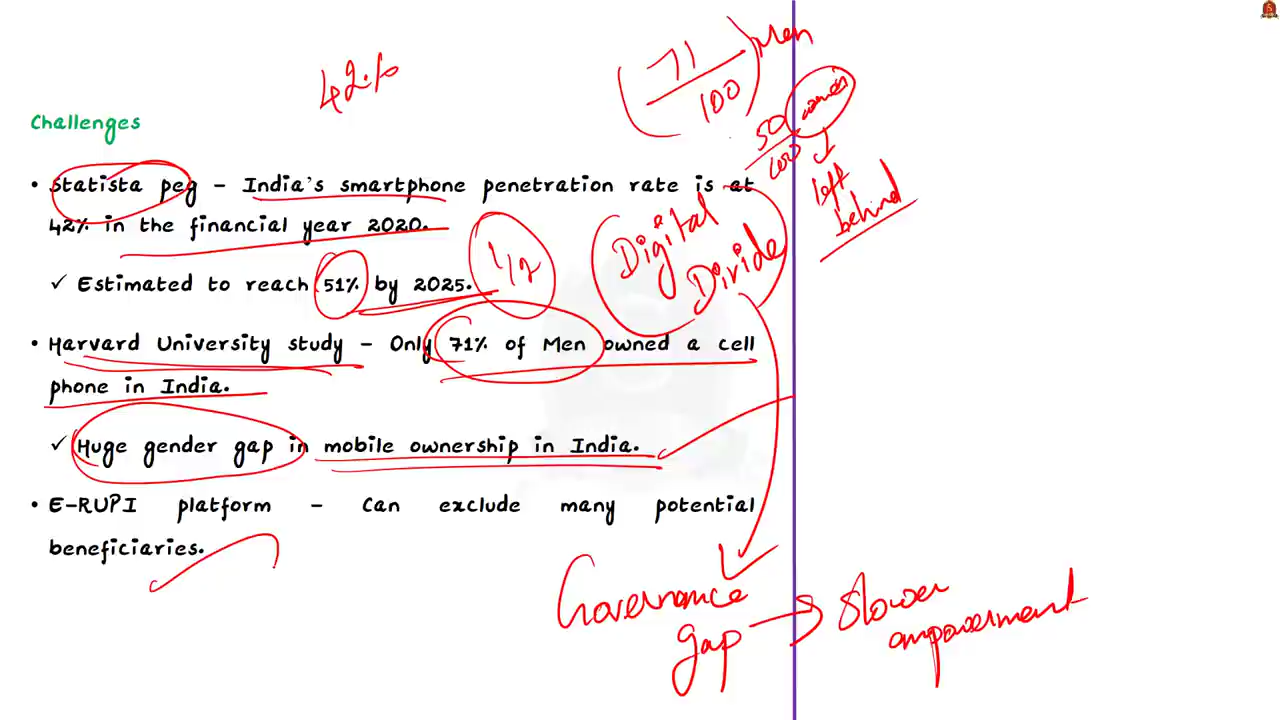 42%
71
100
Men
50
100
women
left
behind
Challenges
• Statista peg – India's smartphone penetration rate is at
42% in the financial year 2020.
Digital
Divide
1/2
✓ Estimated to reach 51% by 2025.
• Harvard University study – Only 71% of Men owned a cell
phone in India.
✓ Huge gender gap in mobile ownership in India.
• E-RUPI platform – Can exclude many potential
beneficiaries.
Governance
gap → Slower
empowerment